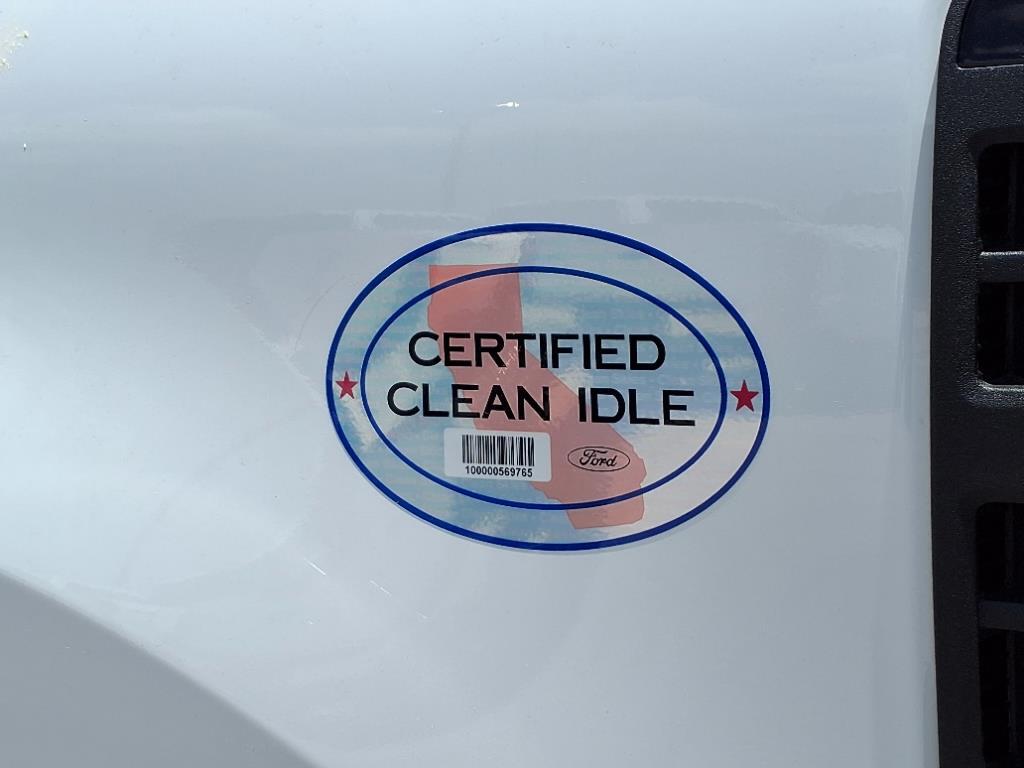 CERTIFIED
CLEAN IDLE
100000569765
Ford